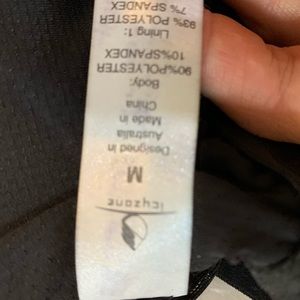 icyzone
M
Designed in
Australia
Made in
China
Body:
90%POLYESTER
10%SPANDEX
Lining 1:
93% POLYESTER
7% SPANDEX